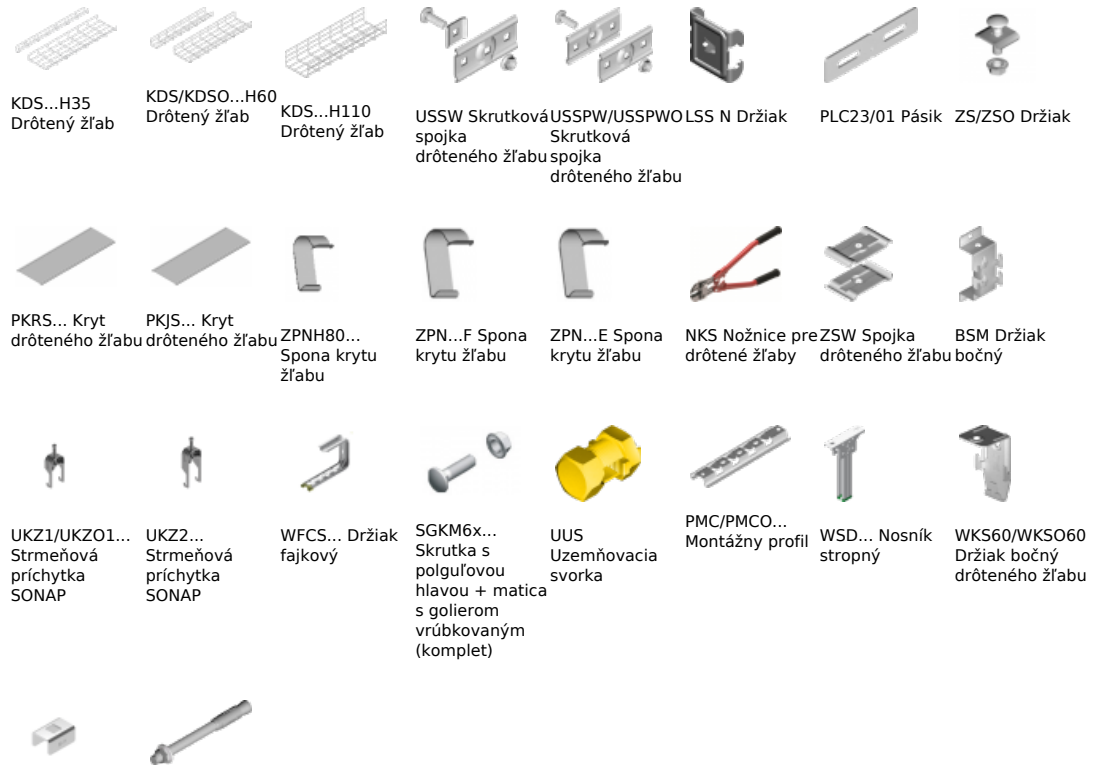 KDS...H35
Drôtený žľab
KDS/KDSO...H60
Drôtený žľab
KDS...H110
Drôtený žľab
USSW Skrutková
spojka
drôteného žľabu
USSPW/USSPWO
Skrutková
spojka
drôteného žľabu
LSS N Držiak
PLC23/01 Pásik
ZS/ZSO Držiak
PKRS... Kryt
drôteného žľabu
PKJS... Kryt
drôteného žľabu
ZPNH80...
Spona krytu
žľabu
ZPN...F Spona
krytu žľabu
ZPN...E Spona
krytu žľabu
NKS Nožnice pre
drôtené žľaby
ZSW Spojka
drôteného žľabu
BSM Držiak
bočný
UKZ1/UKZO1...
Strmeňová
príchytka
SONAP
UKZ2...
Strmeňová
príchytka
SONAP
WFCS... Držiak
fajkový
SGKM6x...
Skrutka s
polguľovou
hlavou + matica
s golierom
vrúbkovaným
(komplet)
UUS
Uzemňovacia
svorka
PMC/PMCO...
Montážny profil
WSD... Nosník
stropný
WKS60/WKSO60
Držiak bočný
drôteného žľabu